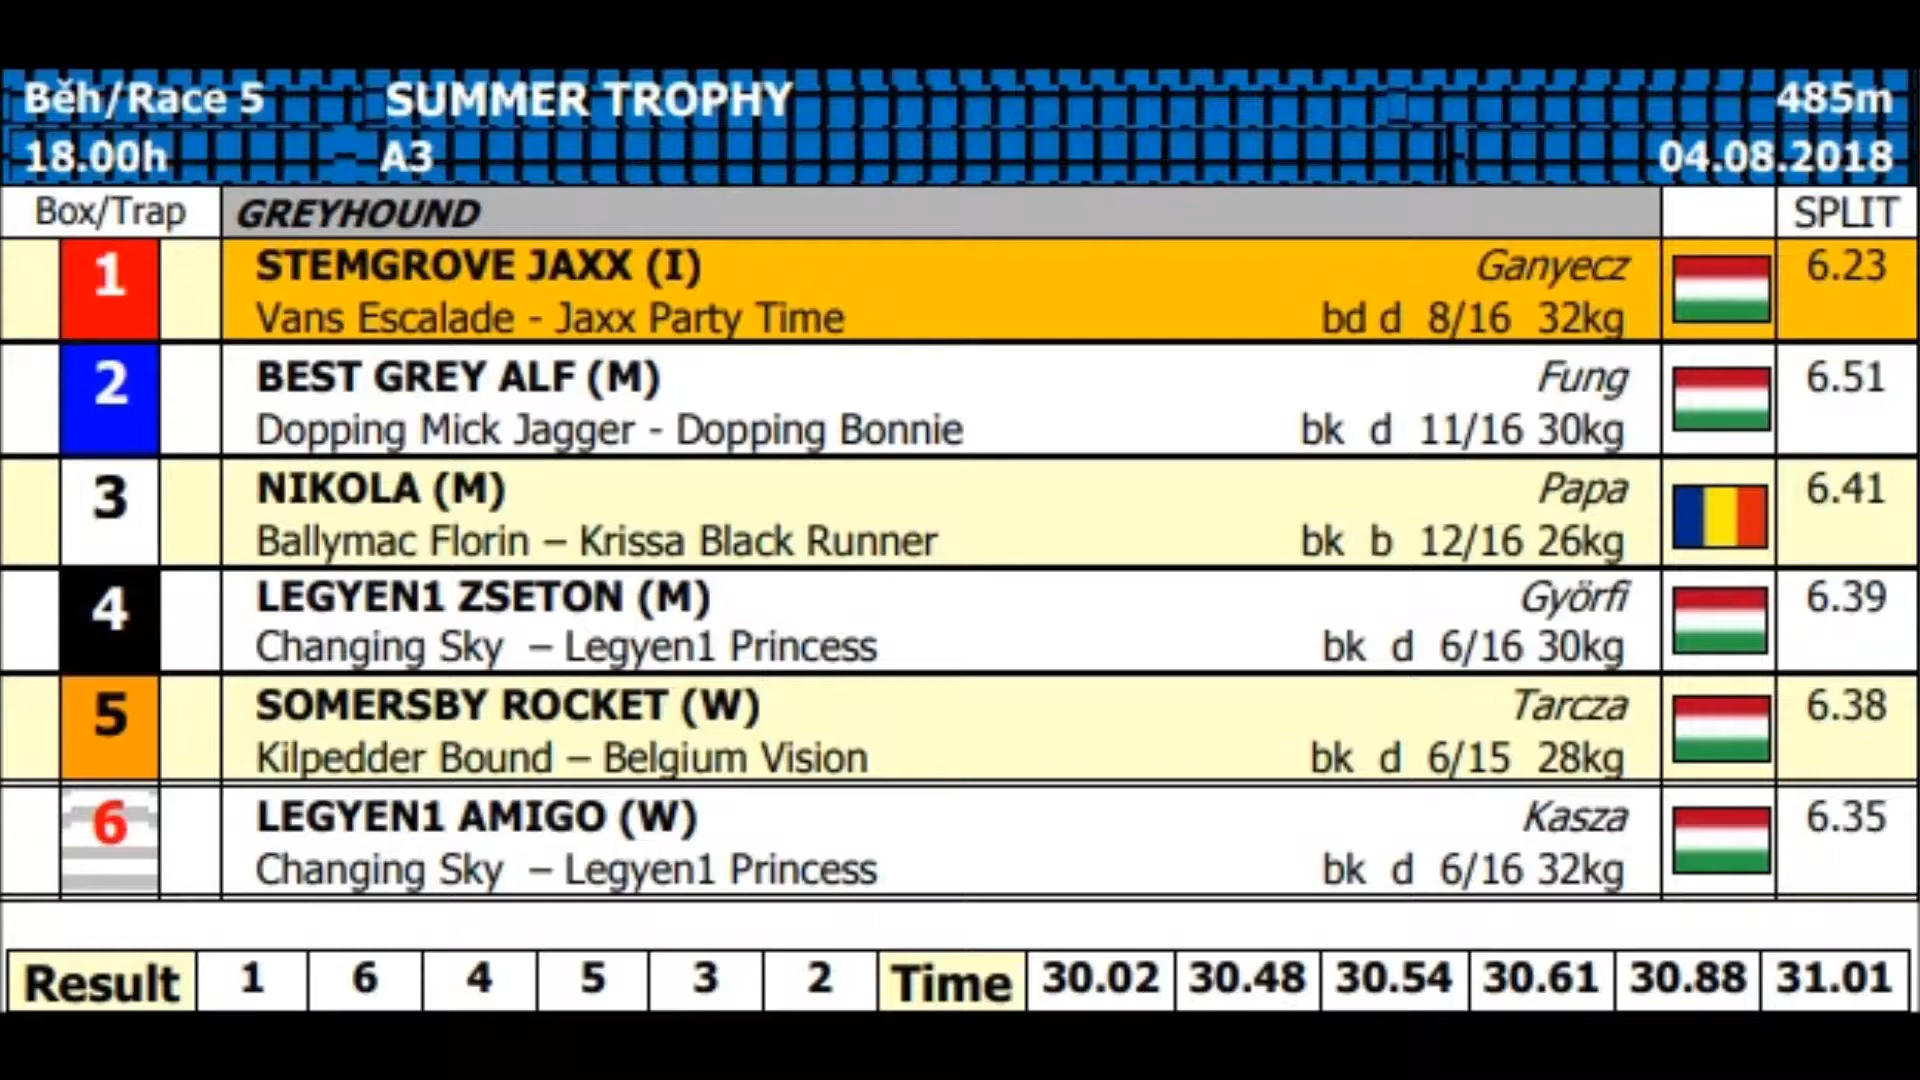 Běh/Race 5 SUMMER TROPHY 485m
18.00h - A3 04.08.2018
Box/Trap GREYHOUND SPLIT
1 STEMGROVE JAXX (I) Ganyecz 6.23
Vans Escalade - Jaxx Party Time bd d 8/16 32kg
2 BEST GREY ALF (M) Fung 6.51
Dopping Mick Jagger - Dopping Bonnie bk d 11/16 30kg
3 NIKOLA (M) Papa 6.41
Ballymac Florin – Krissa Black Runner bk b 12/16 26kg
4 LEGYEN1 ZSETON (M) Györfi 6.39
Changing Sky – Legyen1 Princess bk d 6/16 30kg
5 SOMERSBY ROCKET (W) Tarcza 6.38
Kilpedder Bound – Belgium Vision bk d 6/15 28kg
6 LEGYEN1 AMIGO (W) Kasza 6.35
Changing Sky – Legyen1 Princess bk d 6/16 32kg
Result 1 6 4 5 3 2 Time 30.02 30.48 30.54 30.61 30.88 31.01